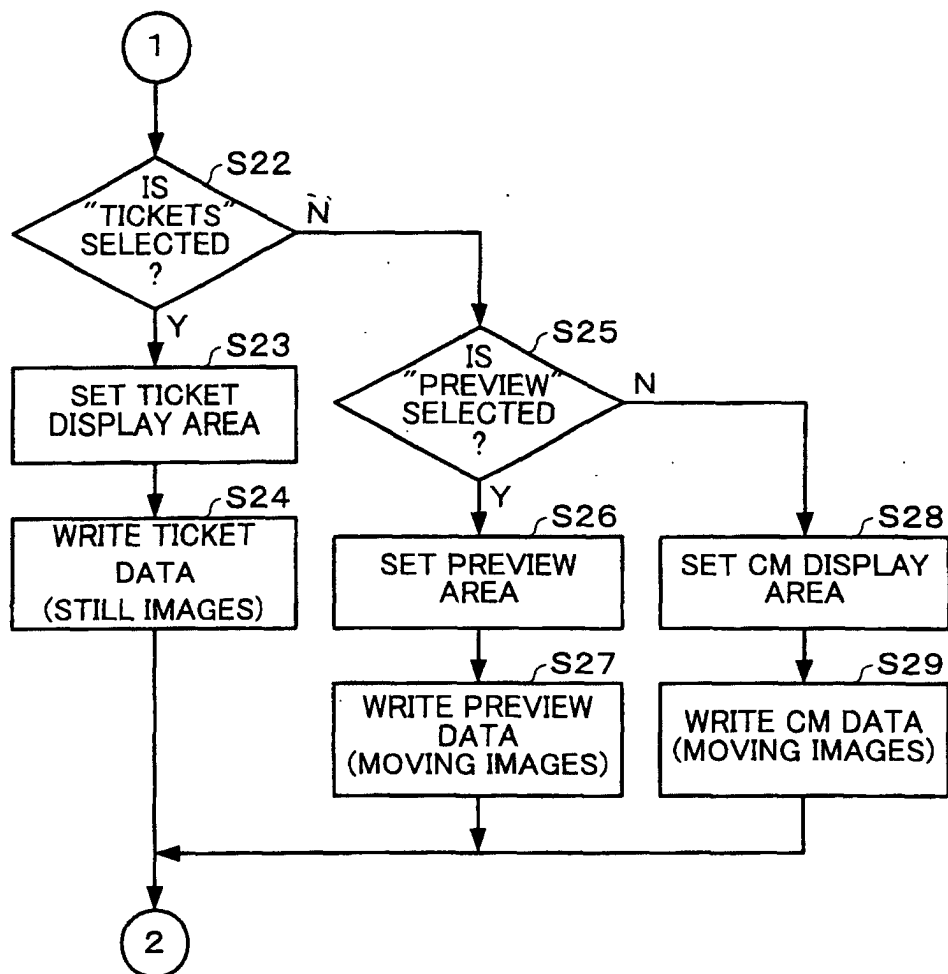 1
S22
IS
"TICKETS"
SELECTED
?
N
Y
S23
SET TICKET
DISPLAY AREA
S24
WRITE TICKET
DATA
(STILL IMAGES)
S25
IS
"PREVIEW"
SELECTED
?
N
Y
S26
SET PREVIEW
AREA
S27
WRITE PREVIEW
DATA
(MOVING IMAGES)
S28
SET CM DISPLAY
AREA
S29
WRITE CM DATA
(MOVING IMAGES)
2